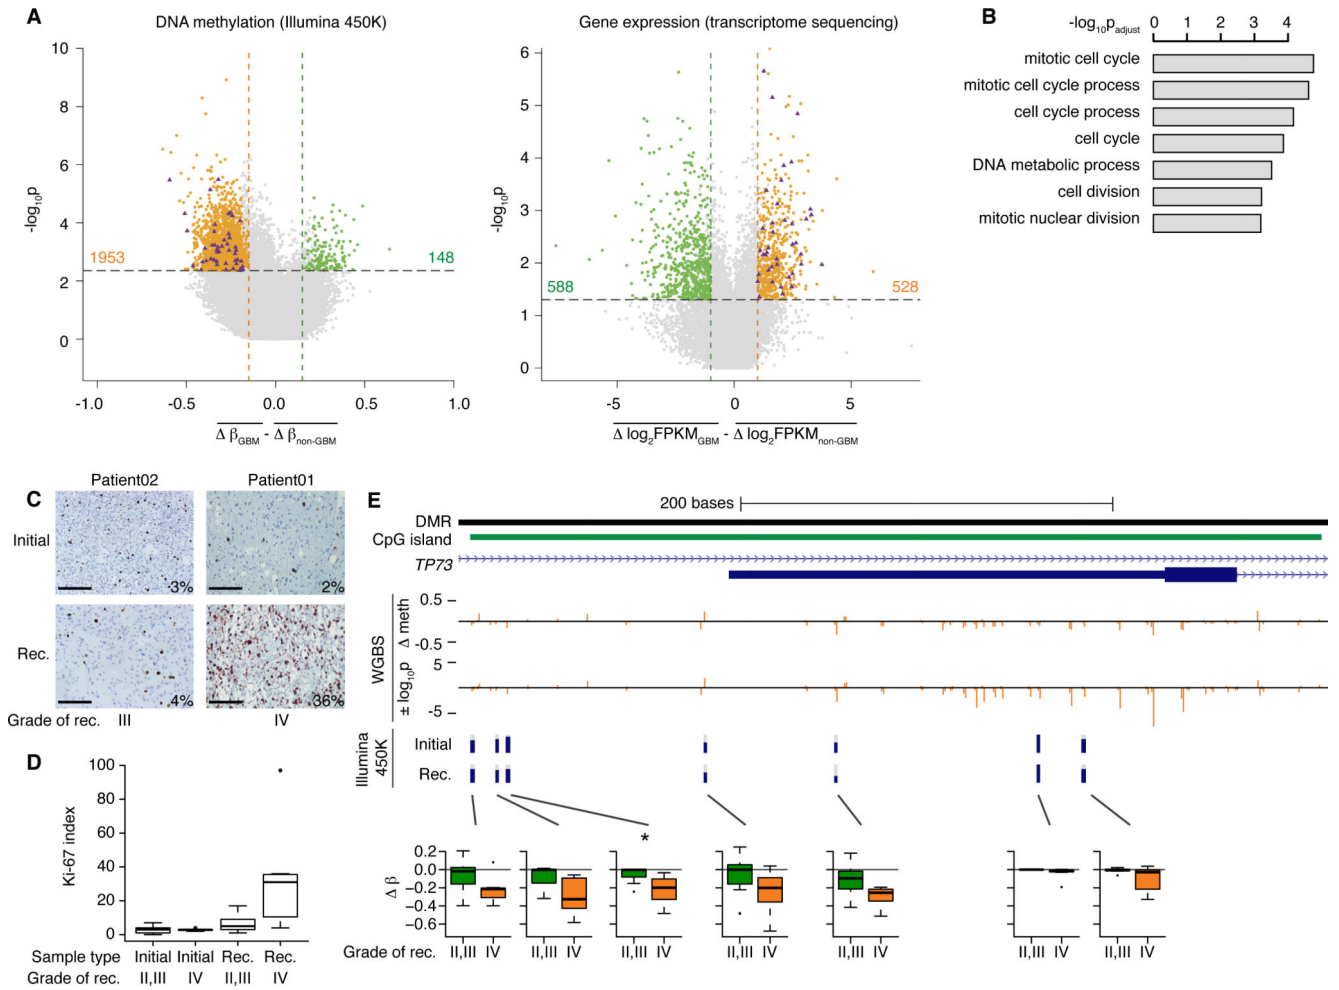 A
DNA methylation (Illumina 450K)
-log10p
10
8
6
4
2
0
1953
148
-1.0
-0.5
0.0
0.5
1.0
Δ βGBM - Δ βnon-GBM
Gene expression (transcriptome sequencing)
-log10p
6
5
4
3
2
1
0
588
528
-5
0
5
Δ log2FPKMGBM - Δ log2FPKMnon-GBM
B
-log10padjust
0 1 2 3 4
mitotic cell cycle
mitotic cell cycle process
cell cycle process
cell cycle
DNA metabolic process
cell division
mitotic nuclear division
C
Patient02 Patient01
Initial
3% 2%
Rec.
4% 36%
Grade of rec. III IV
D
Ki-67 index
100
80
60
40
20
0
Sample type Initial Initial Rec. Rec.
Grade of rec. II,III IV II,III IV
E
200 bases
DMR
CpG island
TP73
WGBS
Δ meth
0.5
-0.5
± log10p
5
-5
Illumina 450K
Initial
Rec.
*
Δ β
0.2
0.0
-0.2
-0.4
-0.6
Grade of rec. II,III IV II,III IV II,III IV II,III IV II,III IV II,III IV II,III IV